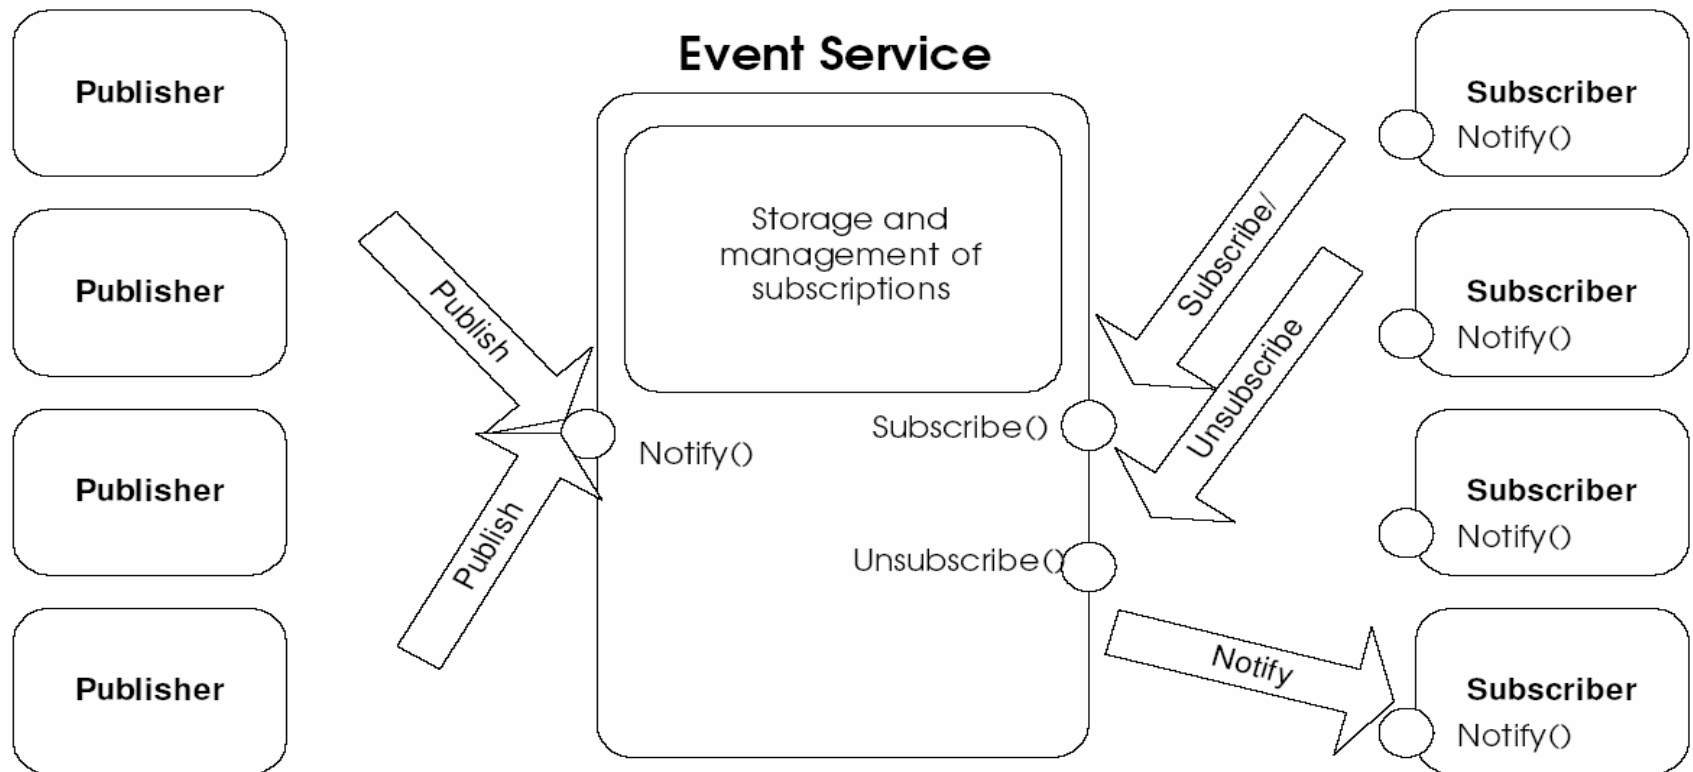 Event Service
Publisher
Publisher
Publisher
Publisher
Publish
Publish
Storage and
management of
subscriptions
Notify()
Subscribe()
Unsubscribe()
Subscribe/
Unsubscribe
Notify
Subscriber
Notify()
Subscriber
Notify()
Subscriber
Notify()
Subscriber
Notify()